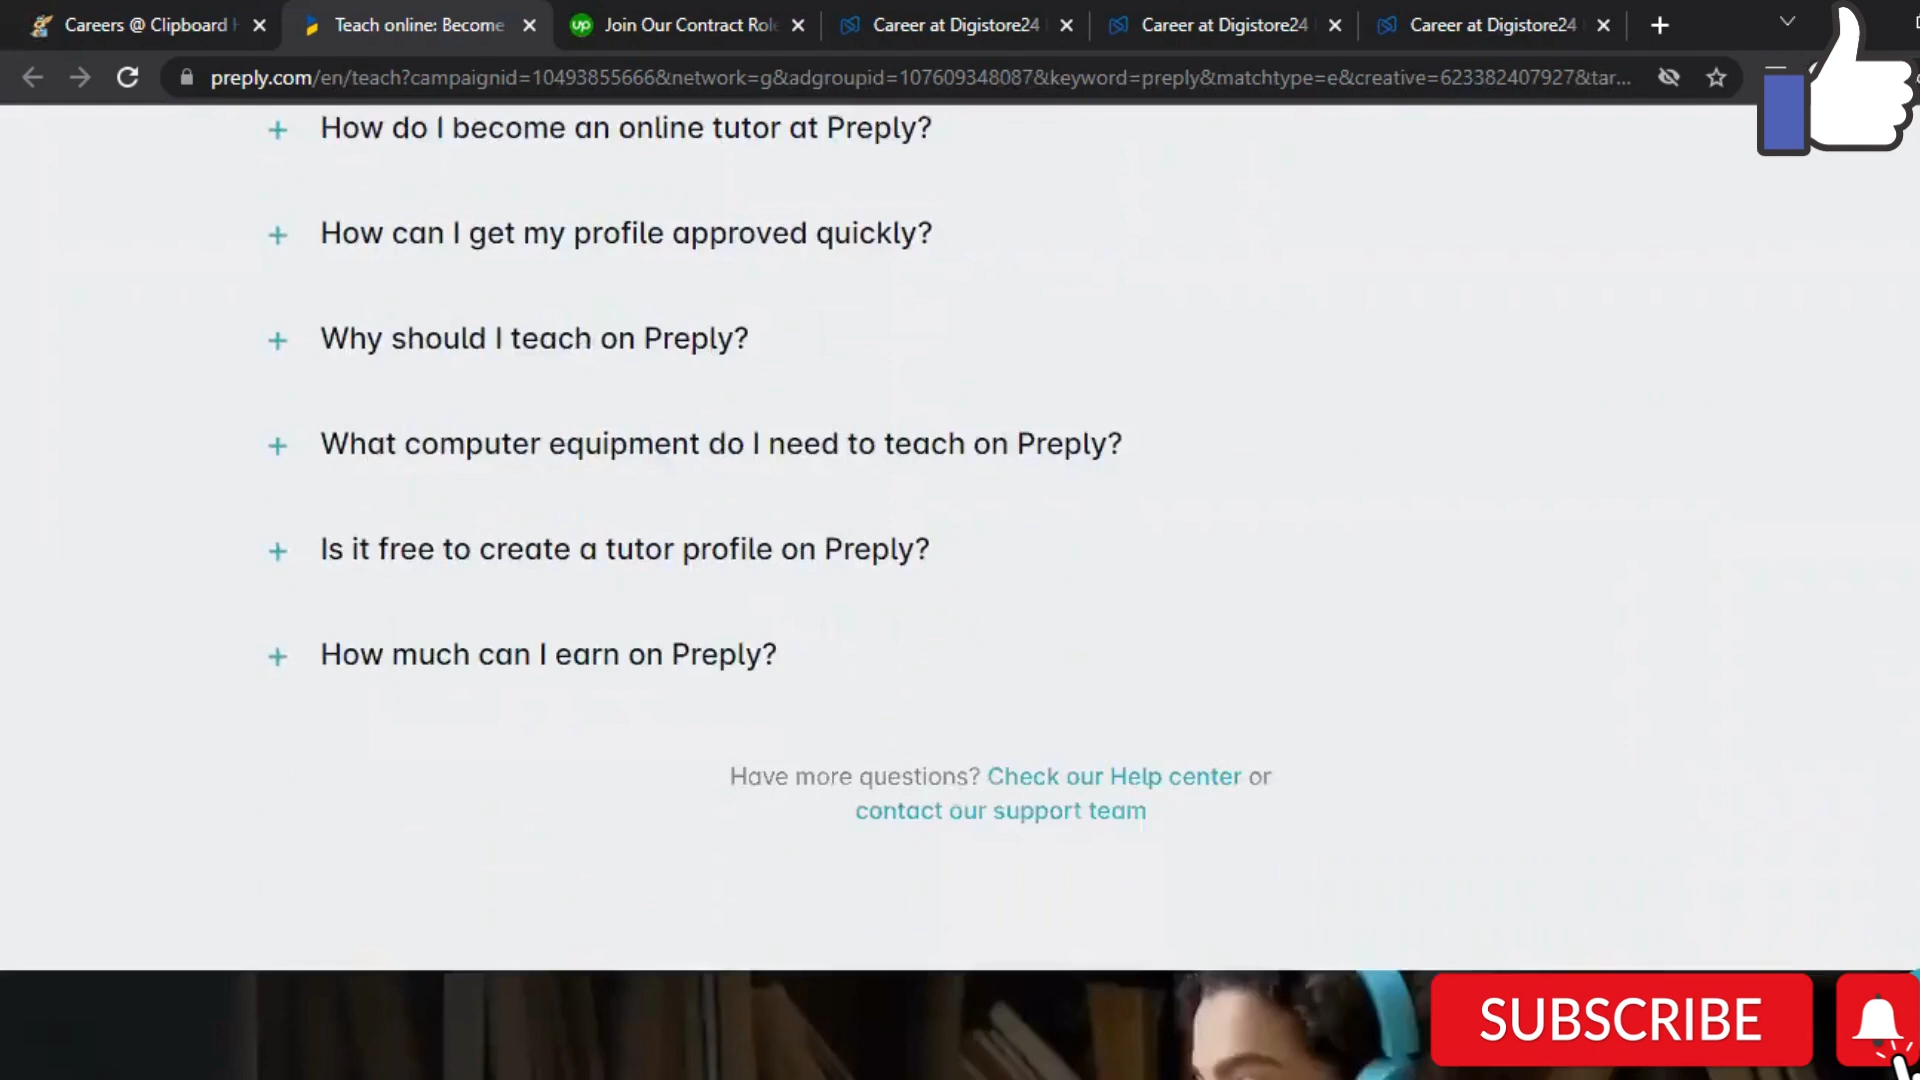 Careers @ Clipboard H
Teach online: Become
up Join Our Contract Role
Career at Digistore24
Career at Digistore24
Career at Digistore24
preply.com/en/teach?campaignid=10493855666&network=g&adgroupid=107609348087&keyword=preply&matchtype=e&creative=623382407927&tar...
+ How do I become an online tutor at Preply?
+ How can I get my profile approved quickly?
+ Why should I teach on Preply?
+ What computer equipment do I need to teach on Preply?
+ Is it free to create a tutor profile on Preply?
+ How much can I earn on Preply?
Have more questions? Check our Help center or
contact our support team
SUBSCRIBE